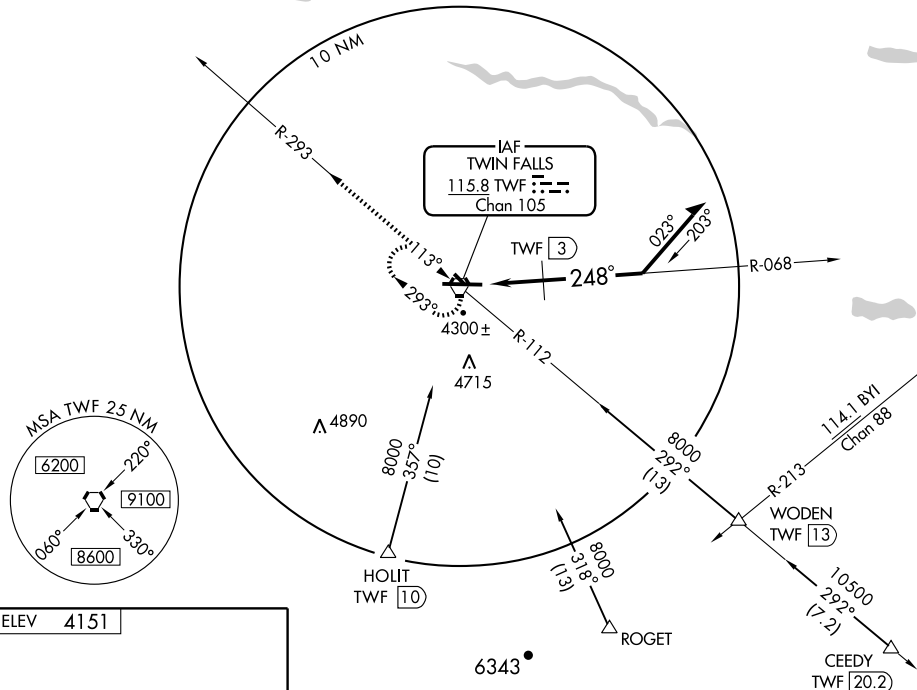 10 NM
R-293
IAF
TWIN FALLS
115.8 TWF
Chan 105
TWF 3
023°
203°
248°
R-068
113°
293°
4300 ±
R-112
4715
4890
8000
357°
(10)
8000
292°
(13)
114.1 BYI
Chan 88
R-213
WODEN
TWF 13
MSA TWF 25 NM
6200
220°
9100
060°
330°
8600
HOLIT
TWF 10
8000
318°
(13)
ROGET
10500
292°
(7.2)
CEEDY
TWF 20.2
ELEV 4151
6343